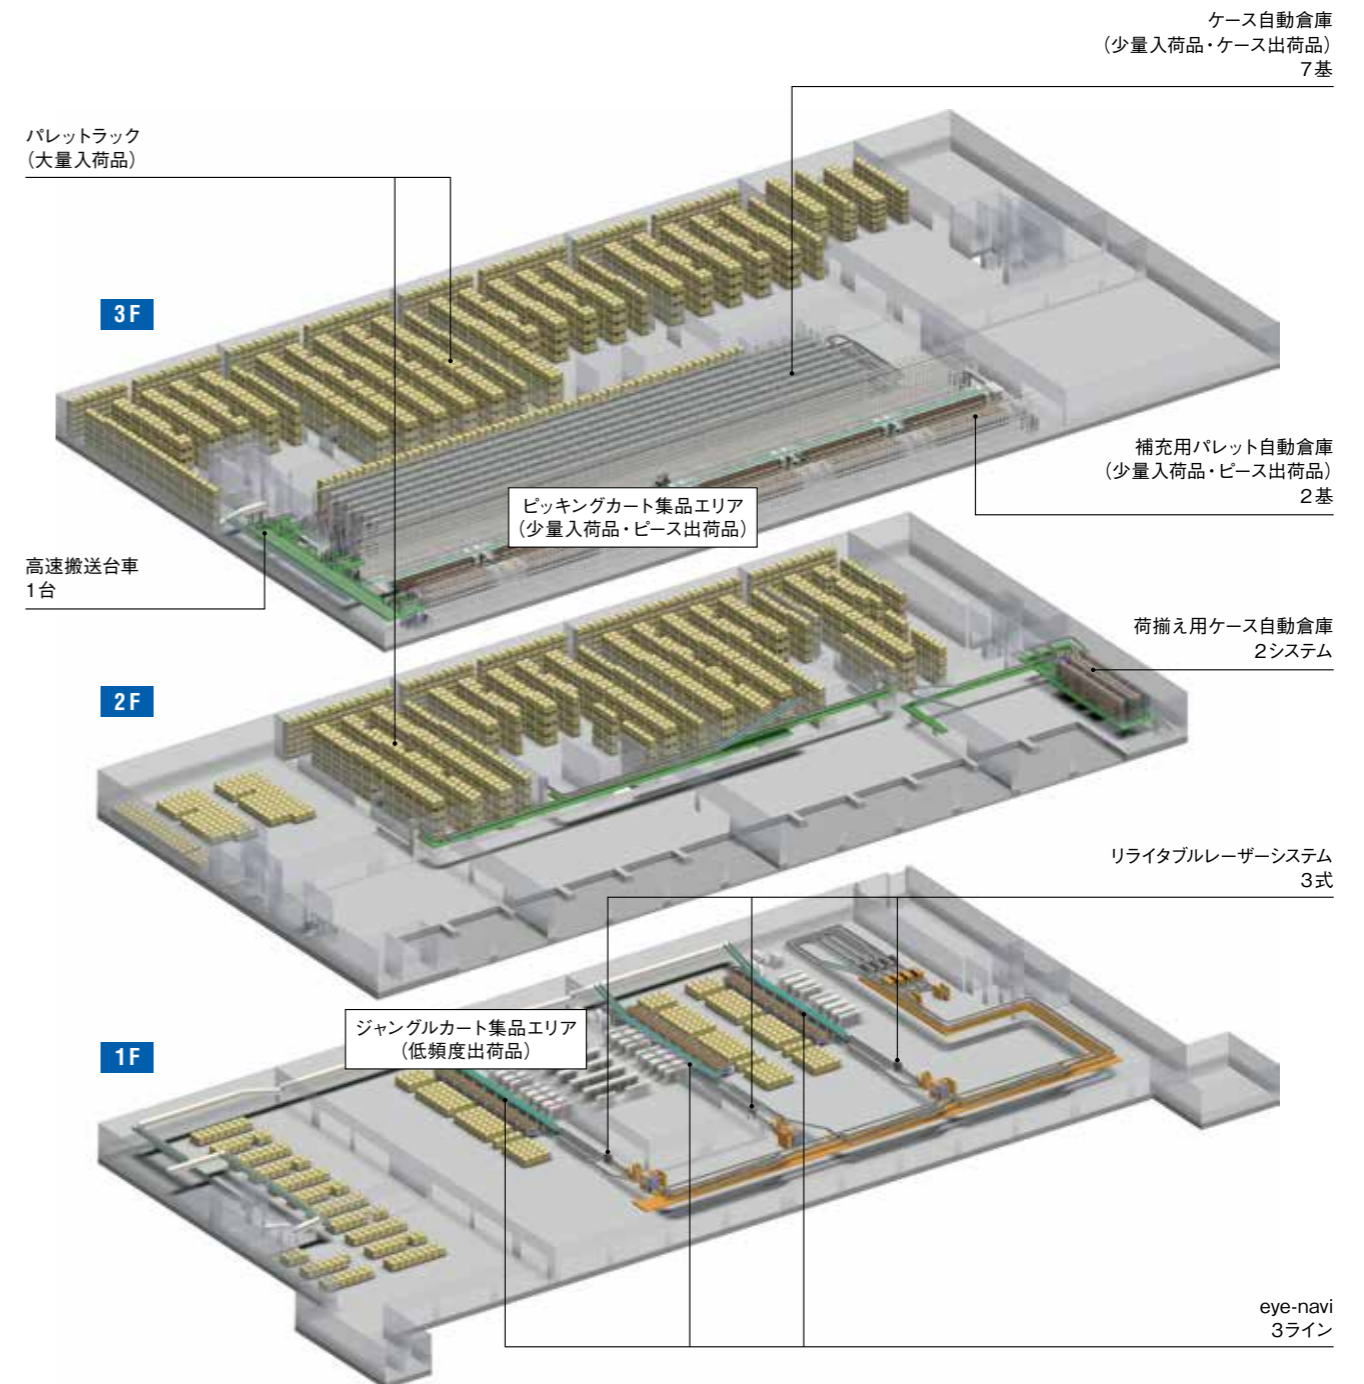 ケース自動倉庫
（少量入荷品・ケース出荷品）
7基
パレットラック
（大量入荷品）
3F
補充用パレット自動倉庫
（少量入荷品・ピース出荷品）
2基
ピッキングカート集品エリア
（少量入荷品・ピース出荷品）
高速搬送台車
1台
荷揃え用ケース自動倉庫
2システム
2F
リライタブルレーザーシステム
3式
ジャングルカート集品エリア
（低頻度出荷品）
1F
eye-navi
3ライン